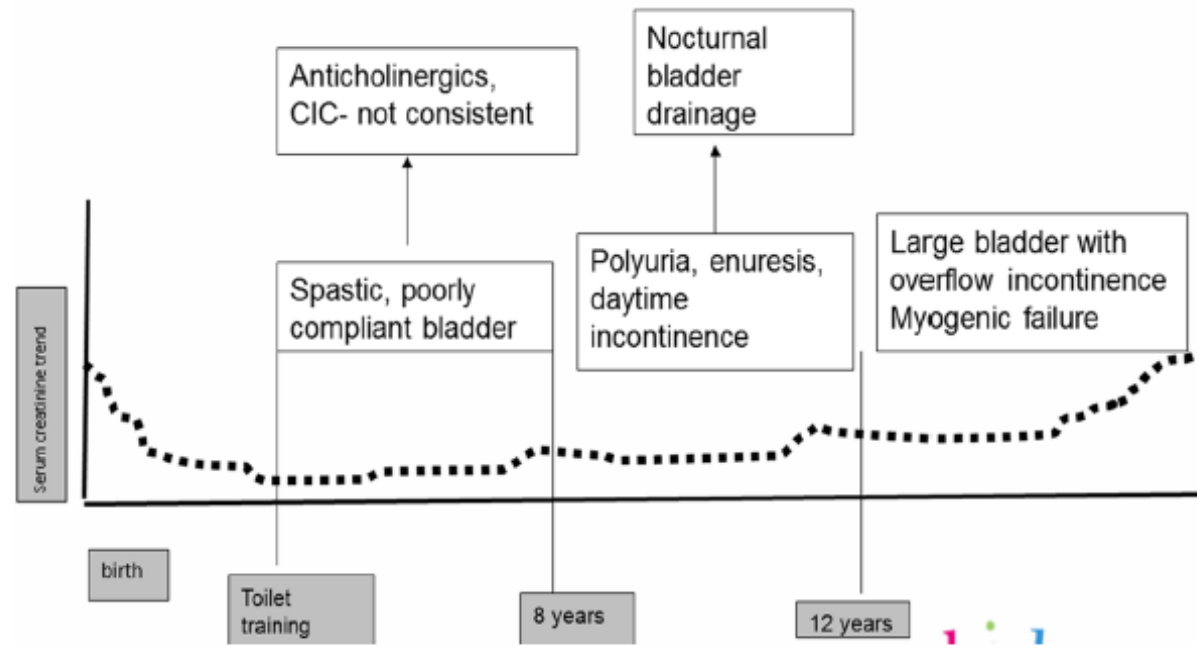 Anticholinergics,
CIC- not consistent
Nocturnal
bladder
drainage
Spastic, poorly
compliant bladder
Polyuria, enuresis,
daytime
incontinence
Large bladder with
overflow incontinence
Myogenic failure
Serum creatinine trend
birth
Toilet
training
8 years
12 years